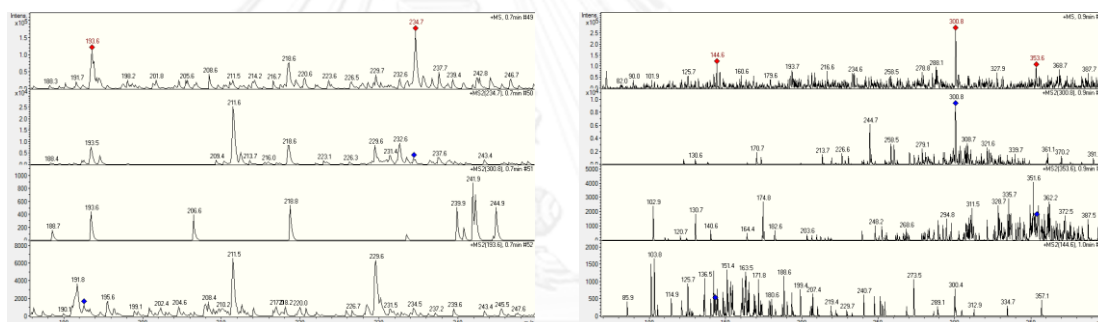 Intens.
x10⁵
+MS, 0.7min #49
188.3 191.7 193.6 198.2 201.8 205.6 208.6 211.5 214.2 216.7 218.6 220.6 223.6 226.5 229.7 232.6 234.7 237.7 239.4 242.8 246.7
+MS2(234.7), 0.7min #50
188.4 193.5 209.4 211.6 213.7 216.0 218.6 223.1 226.3 229.6 231.4 232.6 237.6 243.4
+MS2(300.8), 0.7min #51
188.7 193.6 206.6 218.8 239.9 241.9 244.9
+MS2(193.6), 0.7min #52
190.1 191.8 195.6 199.1 202.4 204.6 208.4 210.2 211.5 218.2 220.0 226.7 229.6 231.5 234.5 237.2 239.6 243.4 245.5 247.6
Intens.
+MS, 0.9min
82.0 90.0 101.9 125.7 144.6 160.6 179.6 193.7 216.6 234.6 258.5 278.6 288.1 300.8 327.9 353.6 368.7 387.7
+MS2(300.8), 0.9min
130.6 170.7 213.7 226.6 244.7 258.5 279.1 300.8 308.7 321.6 339.7 361.1 370.2
+MS2(353.6), 0.9min
102.9 120.7 130.7 140.6 164.4 174.8 182.6 203.6 248.2 268.6 294.8 311.5 328.7 335.7 351.6 362.2 372.5 387.5
+MS2(144.6), 1.0min
85.9 103.8 114.9 125.7 136.5 151.4 163.5 171.8 180.6 188.6 199.4 207.4 219.4 229.7 240.7 273.5 289.1 300.4 312.9 334.7 357.1